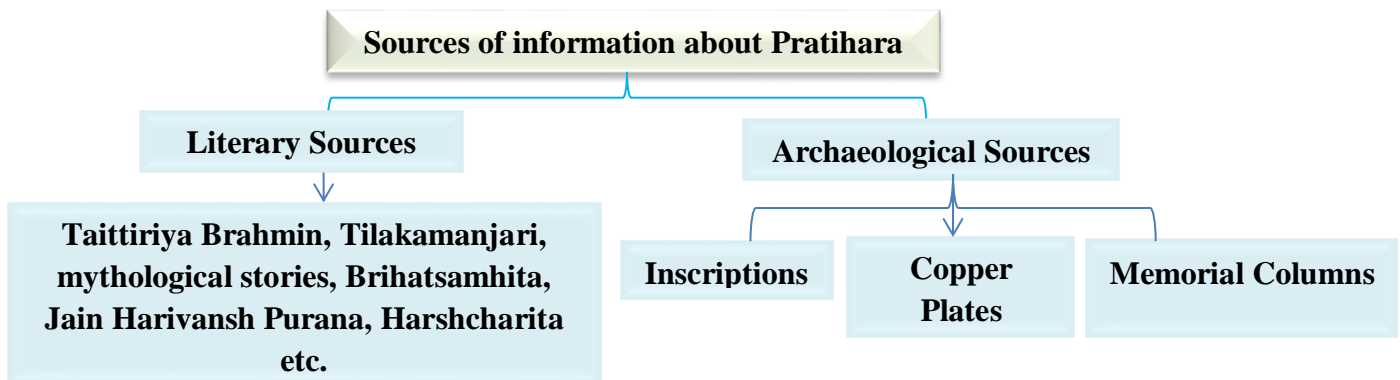 Sources of information about Pratihara
Literary Sources
Archaeological Sources
Taittiriya Brahmin, Tilakamanjari,
mythological stories, Brihatsamhita,
Jain Harivansh Purana, Harshcharita
etc.
Inscriptions
Copper
Plates
Memorial Columns